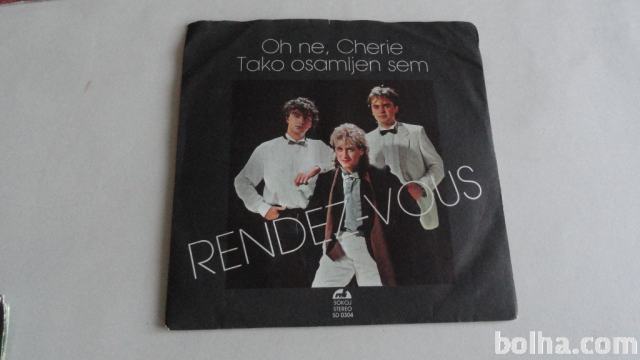 Oh ne, Cherie
Tako osamljen sem
RENDEZ-VOUS
SOKOJ
STEREO
SD 0304
bolha.com